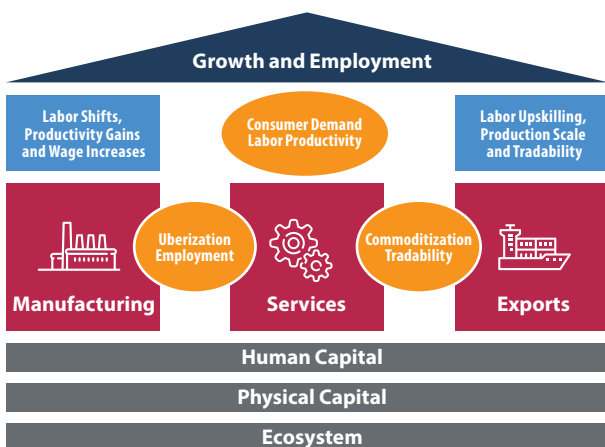 Growth and Employment
Labor Shifts,
Productivity Gains
and Wage Increases
Consumer Demand
Labor Productivity
Labor Upskilling,
Production Scale
and Tradability
Uberization
Employment
Commoditization
Tradability
Manufacturing
Services
Exports
Human Capital
Physical Capital
Ecosystem